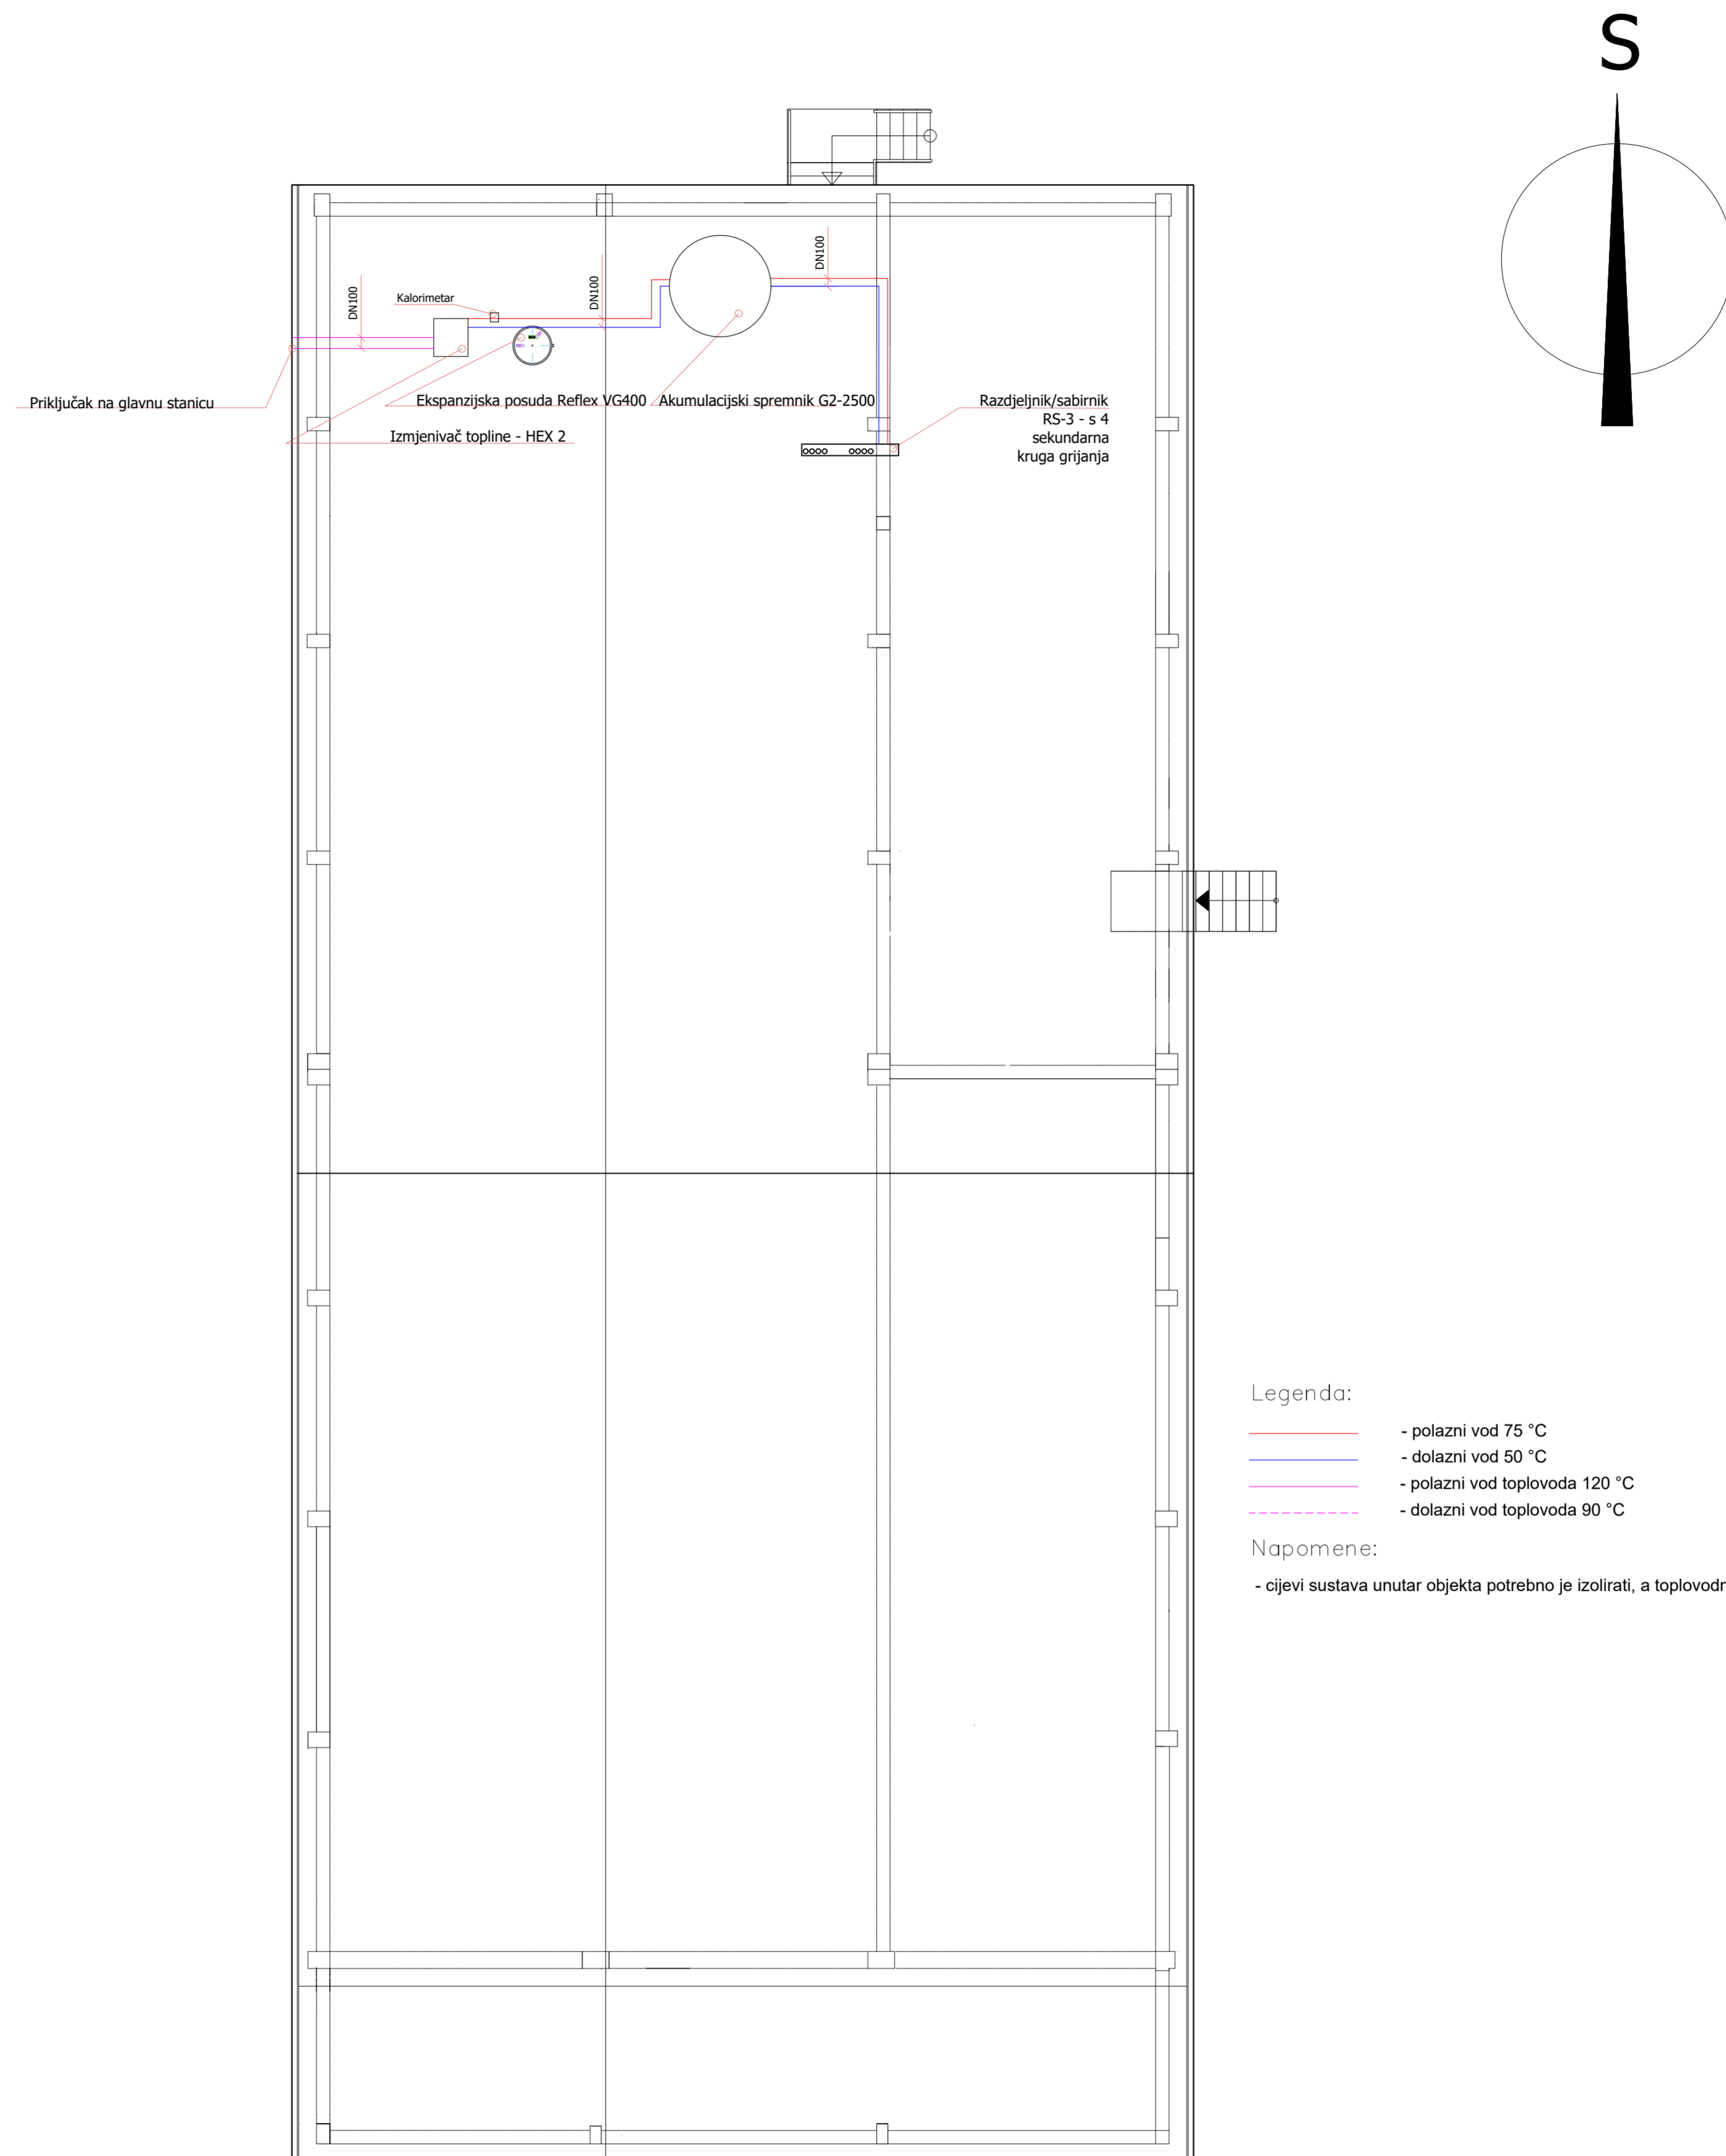 S
DN100
DN100
DN100
Kalorimetar
Priključak na glavnu stanicu
Ekspanzijska posuda Reflex VG400
Akumulacijski spremnik G2-2500
Izmjenivač topline - HEX 2
Razdjeljnik/sabirnik
RS-3 - s 4
sekundarna
kruga grijanja
Legenda:
- polazni vod 75 °C
- dolazni vod 50 °C
- polazni vod toplovoda 120 °C
- dolazni vod toplovoda 90 °C
Napomene:
- cijevi sustava unutar objekta potrebno je izolirati, a